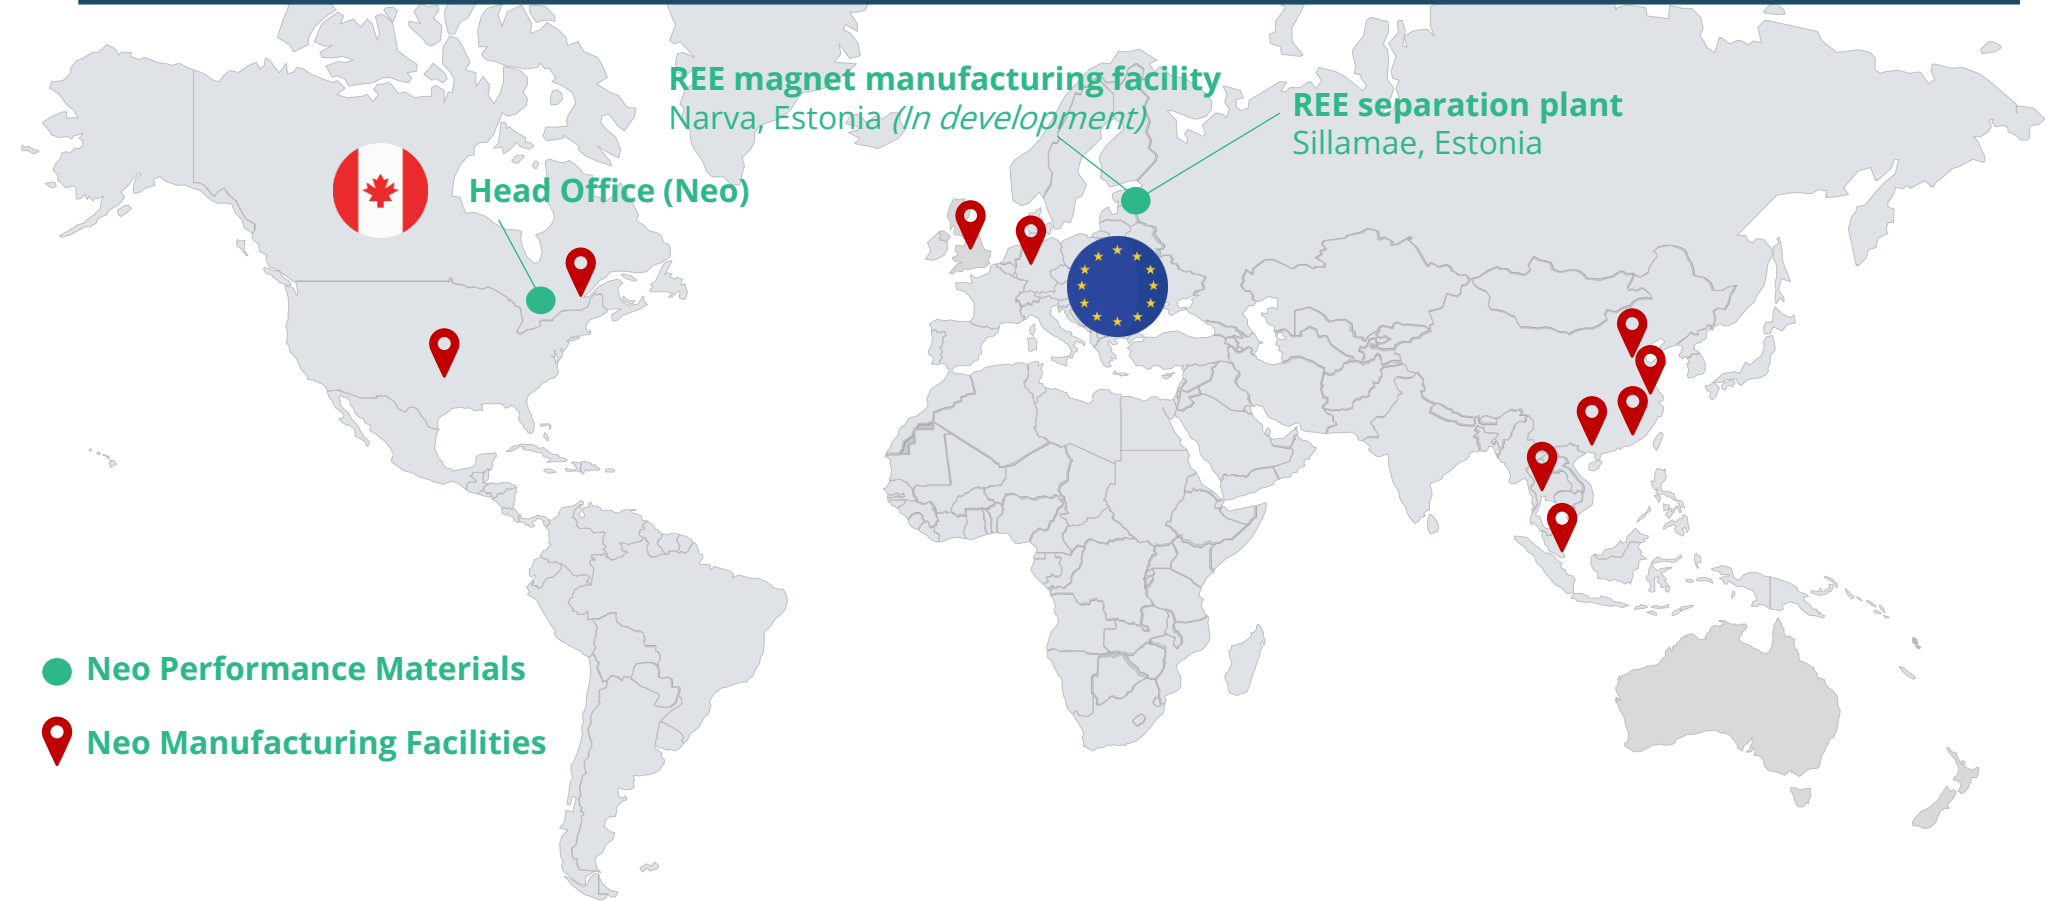 REE magnet manufacturing facility
Narva, Estonia (In development)
REE separation plant
Sillamae, Estonia
Head Office (Neo)
Neo Performance Materials
Neo Manufacturing Facilities